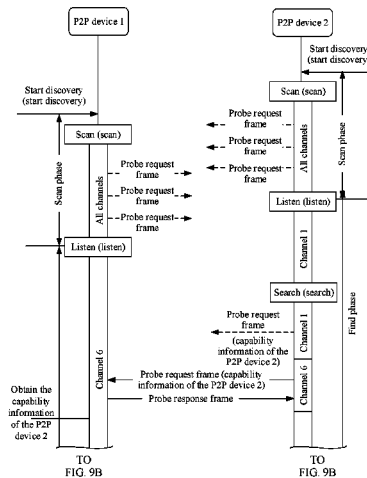 P2P device 1
P2P device 2
Start discovery
(start discovery)
Start discovery
(start discovery)
Scan (scan)
Scan (scan)
Probe request
frame
Probe request
frame
Probe request
frame
All channels
Scan phase
Scan phase
All channels
Probe request
frame
Probe request
frame
Probe request
frame
Listen (listen)
Listen (listen)
Channel 1
Search (search)
Find phase
Channel 1
Probe request
frame
(capability
information of the
P2P device 2)
Channel 6
Probe request frame (capability
information of the P2P device 2)
Channel 6
Probe response frame
Obtain the
capability
information
of the P2P
device 2
TO
FIG. 9B
TO
FIG. 9B